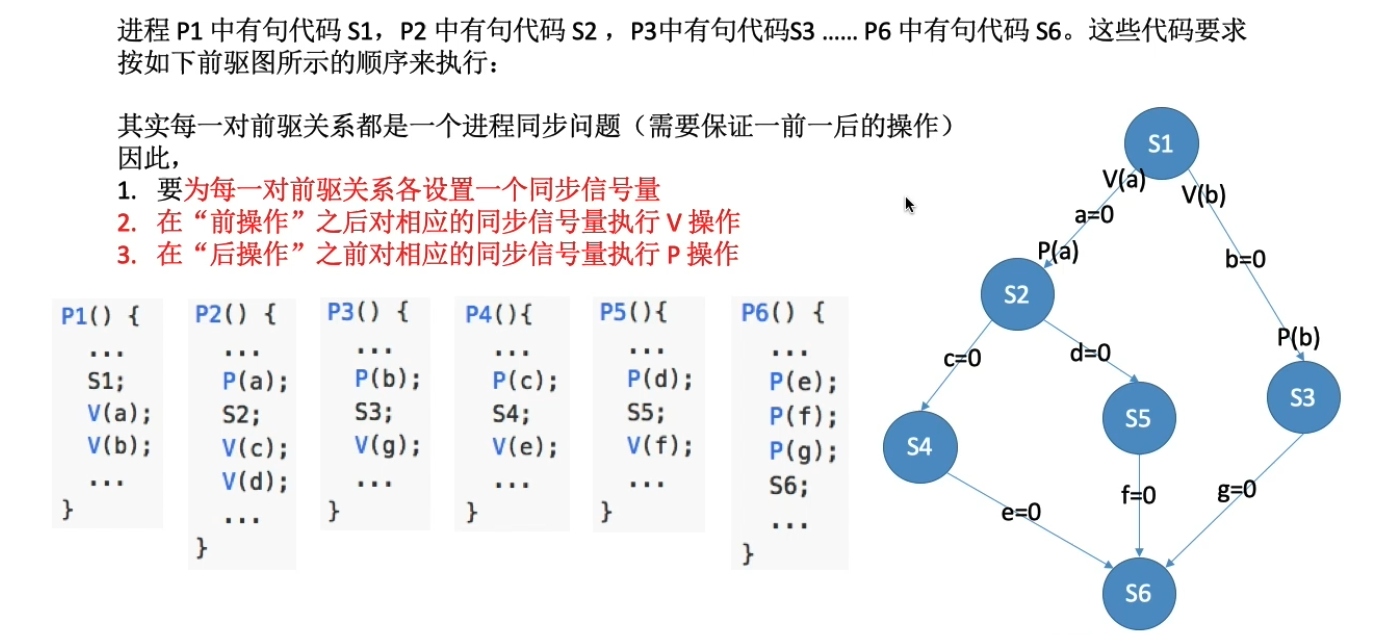 进程 P1 中有句代码 S1，P2 中有句代码 S2 ，P3中有句代码S3 ...... P6 中有句代码 S6。这些代码要求
按如下前驱图所示的顺序来执行：
其实每一对前驱关系都是一个进程同步问题（需要保证一前一后的操作）
因此，
1. 要为每一对前驱关系各设置一个同步信号量
2. 在“前操作”之后对相应的同步信号量执行 V 操作
3. 在“后操作”之前对相应的同步信号量执行 P 操作
P1() {
...
S1;
V(a);
V(b);
...
}
P2() {
...
P(a);
S2;
V(c);
V(d);
...
}
P3() {
...
P(b);
S3;
V(g);
...
}
P4(){
...
P(c);
S4;
V(e);
...
}
P5(){
...
P(d);
S5;
V(f);
...
}
P6() {
...
P(e);
P(f);
P(g);
S6;
...
}
S1
V(a)
V(b)
a=0
P(a)
b=0
S2
P(b)
c=0
d=0
S3
S5
S4
f=0
g=0
e=0
S6